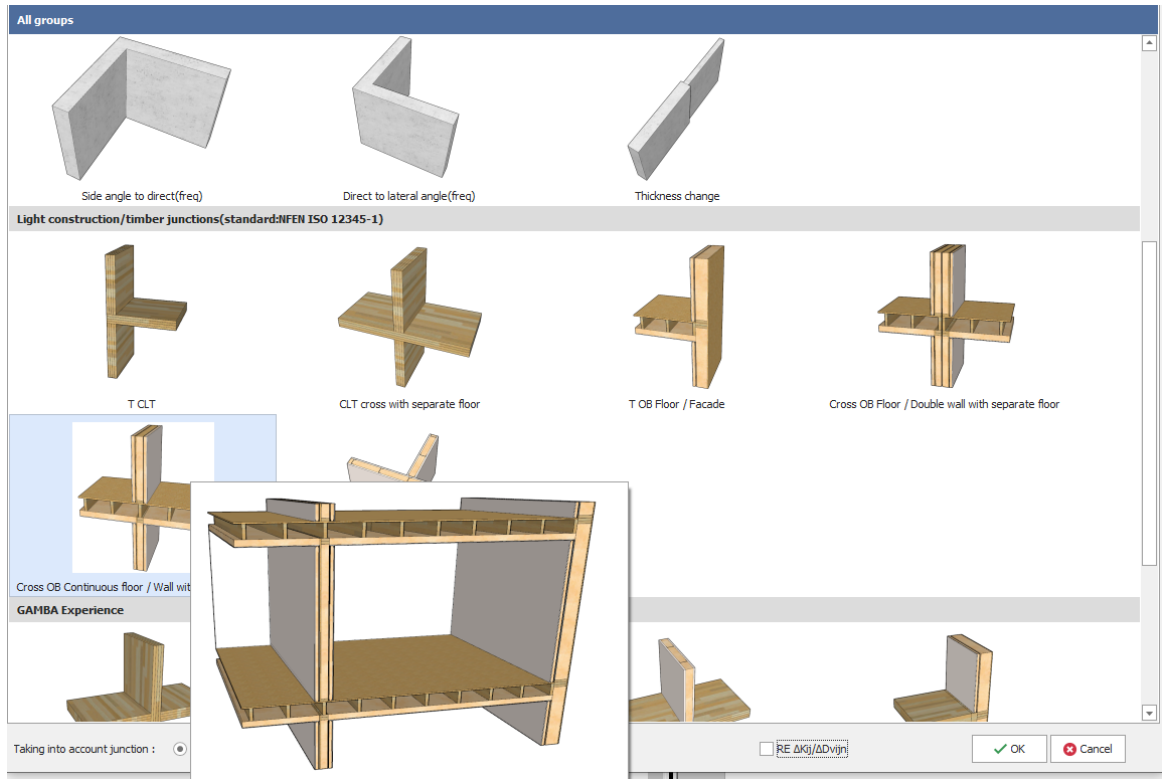 All groups
Side angle to direct(freq)
Direct to lateral angle(freq)
Thickness change
Light construction/timber junctions(standard:NFEN ISO 12345-1)
T CLT
CLT cross with separate floor
T OB Floor / Facade
Cross OB Floor / Double wall with separate floor
Cross OB Continuous floor / Wall
GAMBA Experience
Taking into account junction :
RE ΔKij/ΔDvijn
OK
Cancel